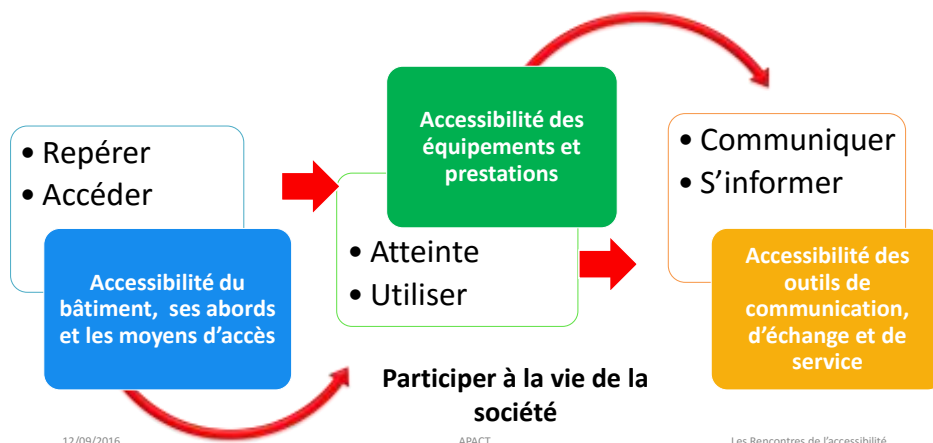 • Repérer
• Accéder
Accessibilité du
bâtiment, ses abords
et les moyens d'accès
Accessibilité des
équipements et
prestations
• Atteinte
• Utiliser
• Communiquer
• S'informer
Accessibilité des
outils de
communication,
d'échange et de
service
Participer à la vie de la
société
12/09/2016
APACT
Les Rencontres de l'accessibilité